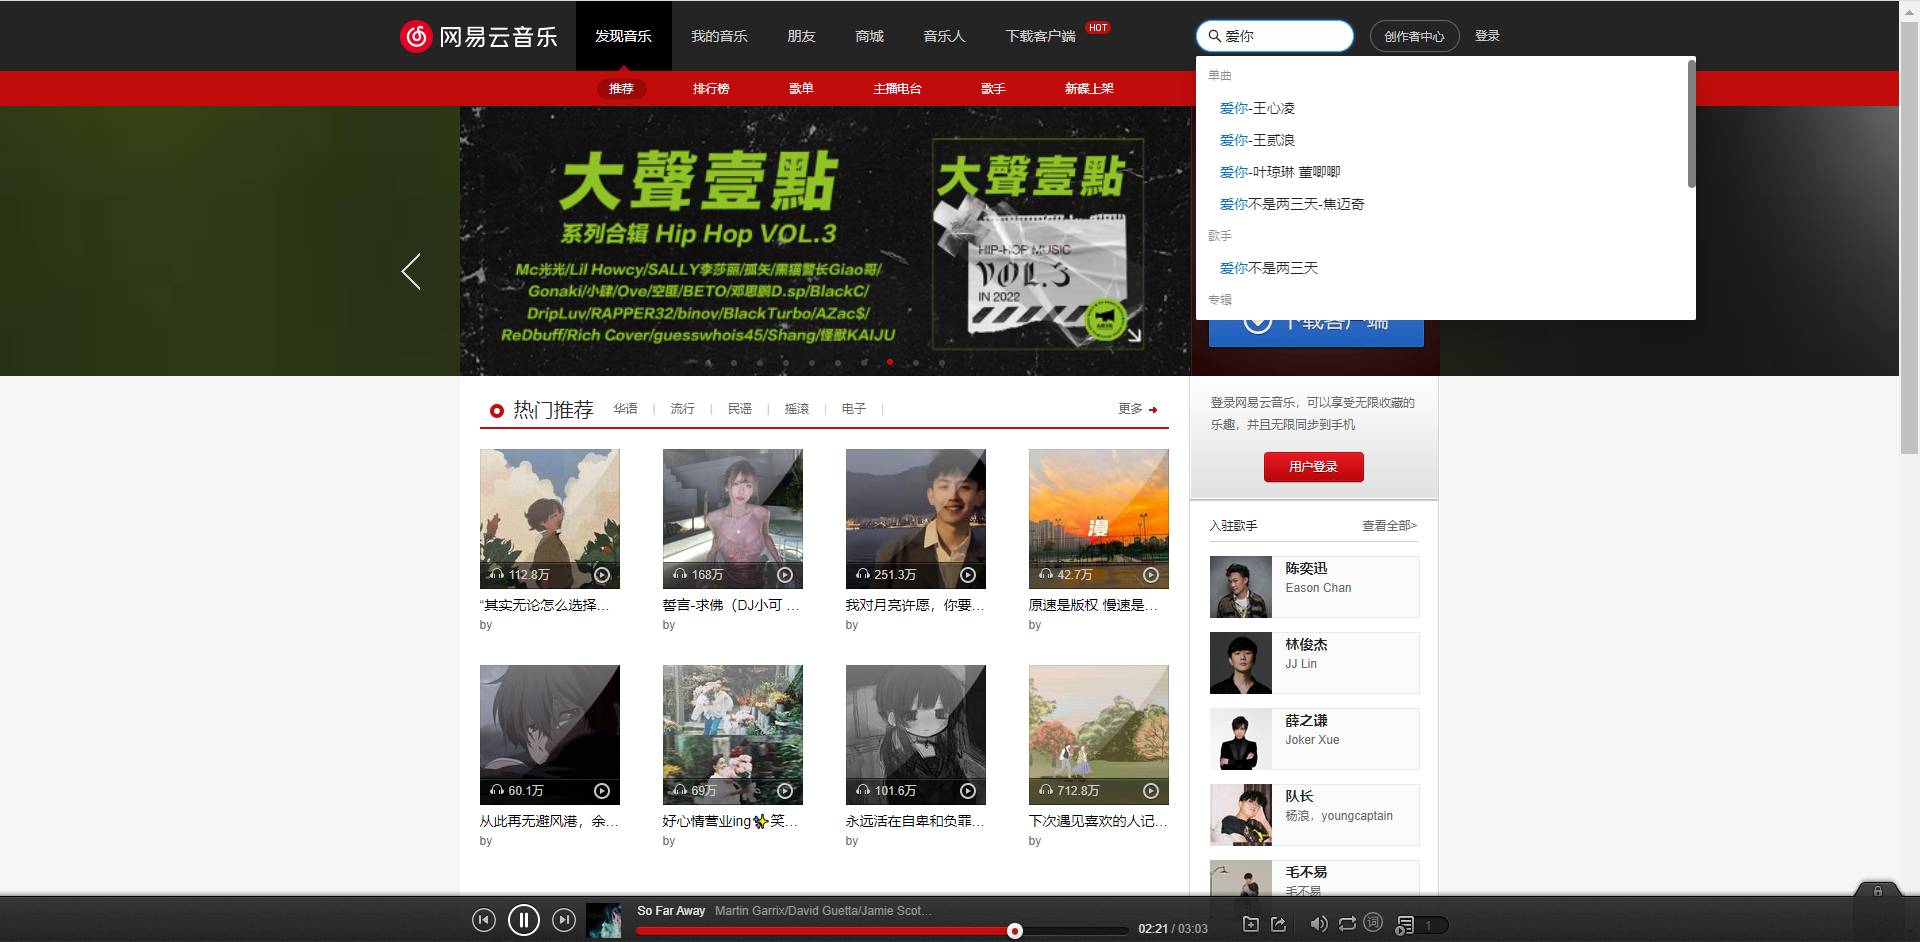 网易云音乐
发现音乐
我的音乐
朋友
商城
音乐人
下载客户端
HOT
爱你
创作者中心
登录
推荐
排行榜
歌单
主播电台
歌手
新碟上架
单曲
爱你-王心凌
爱你-王贰浪
爱你-叶琼琳 董唧唧
爱你不是两三天-焦迈奇
歌手
爱你不是两三天
专辑
大聲壹點
系列合辑 Hip Hop VOL.3
Mc光光/Lil Howcy/SALLY李莎丽/孤矢/黑猫警长Giao哥/
Gonaki/小肆/Ove/空匪/BETO/邓思鹏D.sp/BlackC/
DripLuv/RAPPER32/binov/BlackTurbo/AZac$/
ReDbuff/Rich Cover/guesswhois45/Shang/怪獸KAIJU
大聲壹點
HIP-HOP MUSIC
VOL.3
IN 2022
下载客户端
热门推荐
华语
流行
民谣
摇滚
电子
更多
112.8万
168万
251.3万
漫
42.7万
“其实无论怎么选择...
by
誓言-求佛（DJ小可 ...
by
我对月亮许愿，你要...
by
原速是版权 慢速是...
by
60.1万
69万
101.6万
712.8万
从此再无避风港，余...
by
好心情营业ing✨笑...
by
永远活在自卑和负罪...
by
下次遇见喜欢的人记...
by
登录网易云音乐，可以享受无限收藏的
乐趣，并且无限同步到手机
用户登录
入驻歌手
查看全部>
陈奕迅
Eason Chan
林俊杰
JJ Lin
薛之谦
Joker Xue
队长
杨浪，youngcaptain
毛不易
毛不易
So Far Away
Martin Garrix/David Guetta/Jamie Scot...
02:21 / 03:03
词
1